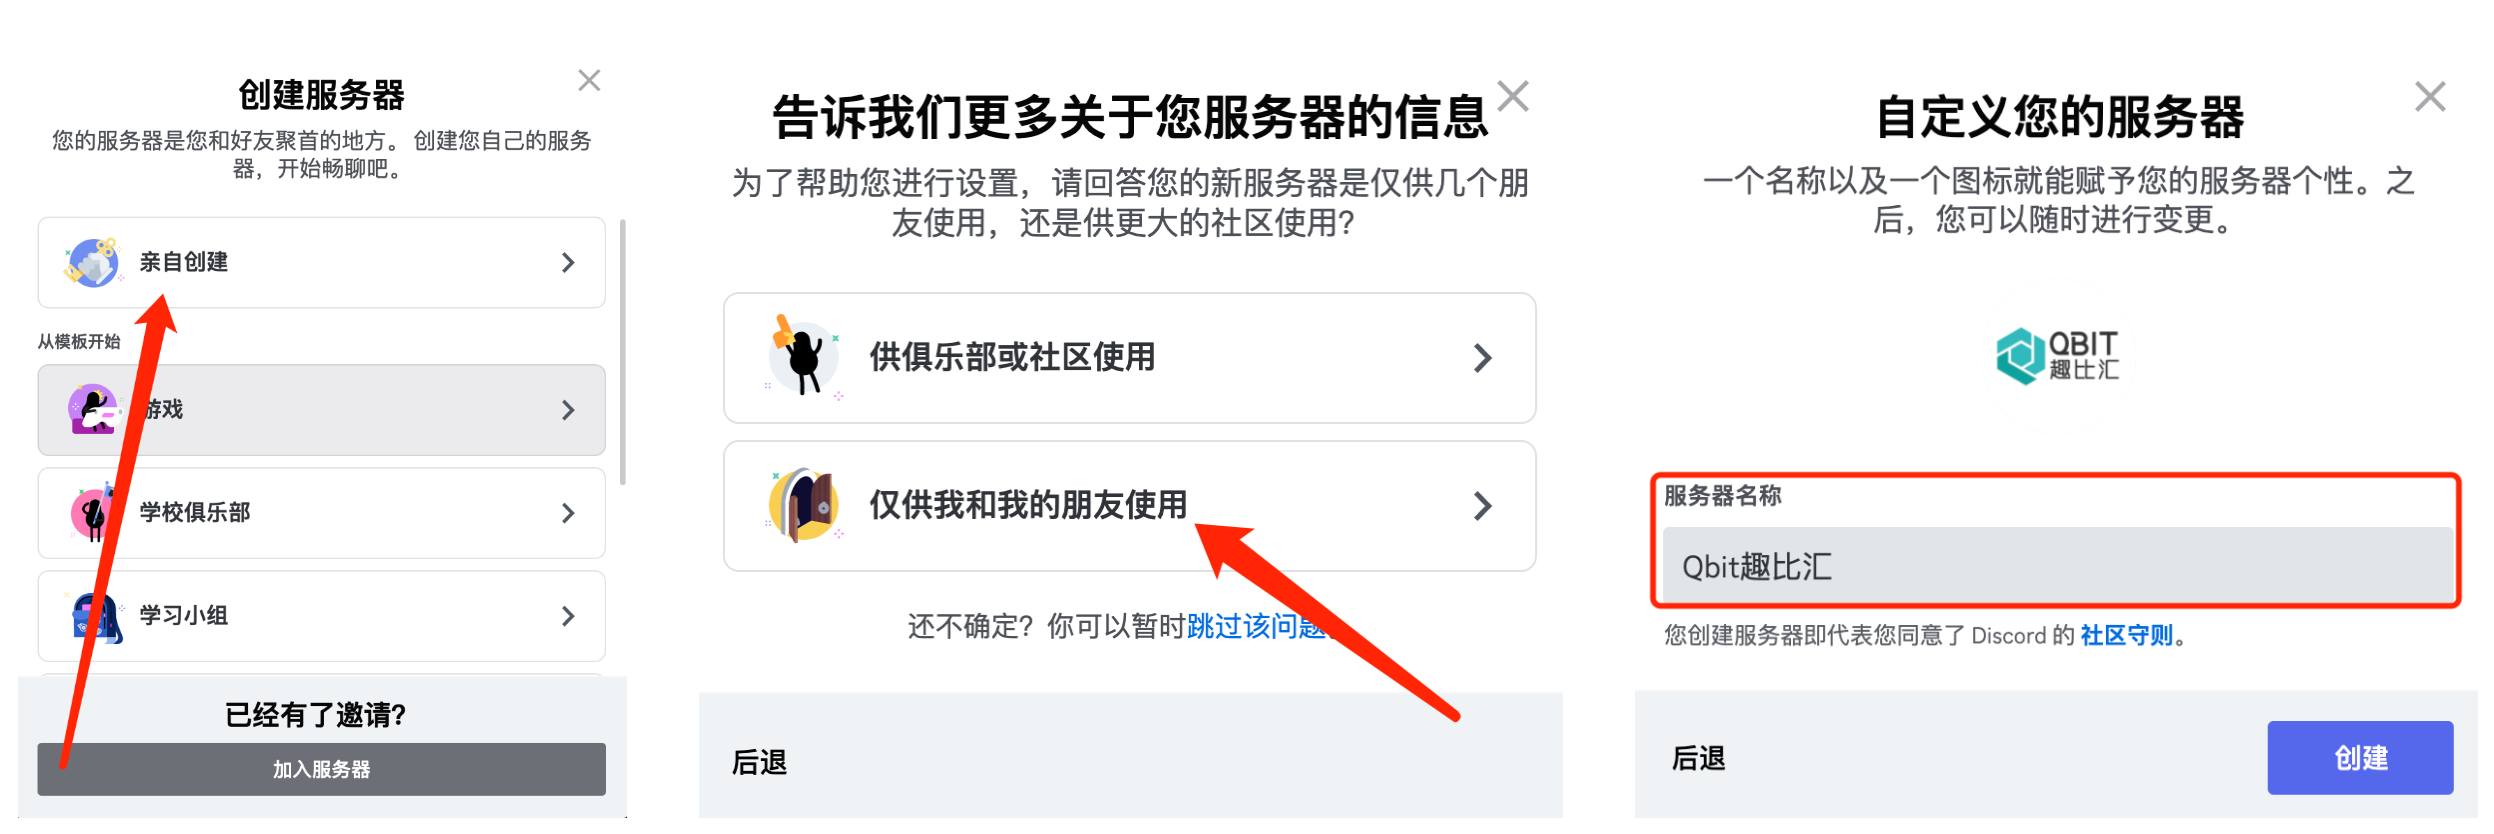 创建服务器
您的服务器是您和好友聚首的地方。创建您自己的服务
器，开始畅聊吧。
亲自创建
从模板开始
游戏
学校俱乐部
学习小组
已经有了邀请?
加入服务器
告诉我们更多关于您服务器的信息
为了帮助您进行设置，请回答您的新服务器是仅供几个朋
友使用，还是供更大的社区使用?
供俱乐部或社区使用
仅供我和我的朋友使用
还不确定？你可以暂时跳过该问题
后退
自定义您的服务器
一个名称以及一个图标就能赋予您的服务器个性。之
后，您可以随时进行变更。
QBIT
趣比汇
服务器名称
Qbit趣比汇
您创建服务器即代表您同意了 Discord 的 社区守则。
后退
创建